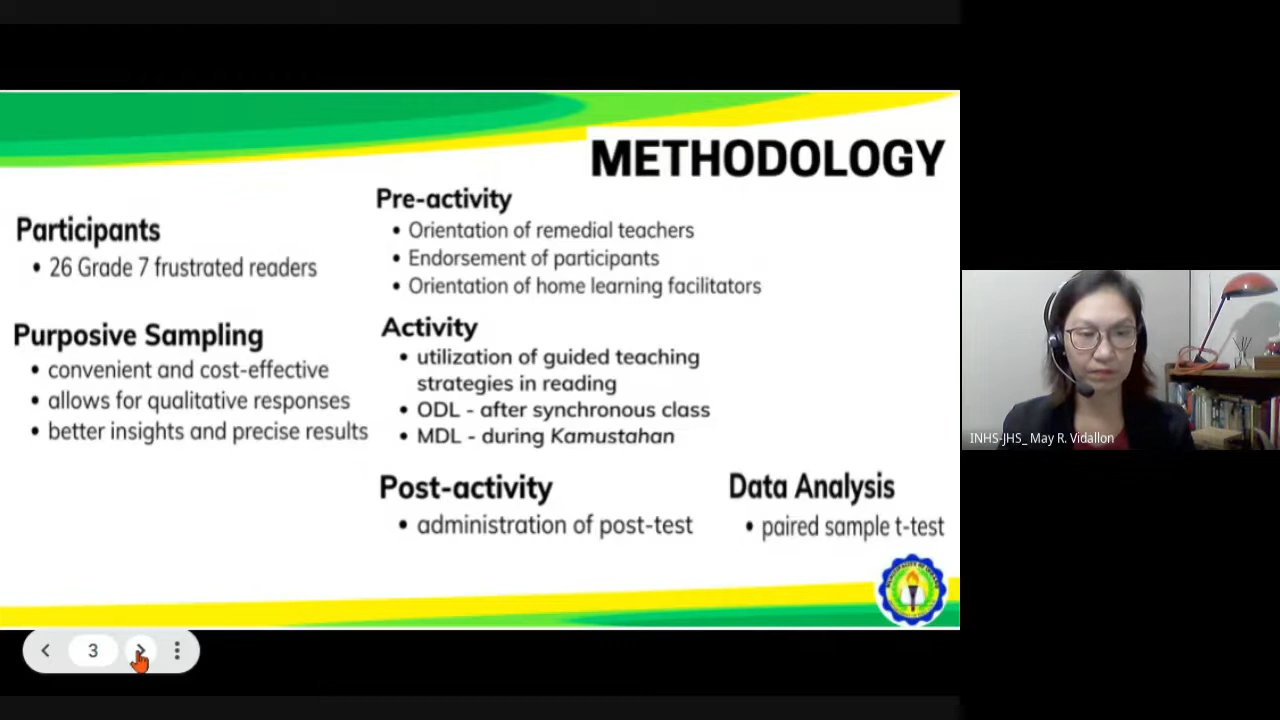 METHODOLOGY
Participants
• 26 Grade 7 frustrated readers
Purposive Sampling
• convenient and cost-effective
• allows for qualitative responses
• better insights and precise results
Pre-activity
• Orientation of remedial teachers
• Endorsement of participants
• Orientation of home learning facilitators
Activity
• utilization of guided teaching
strategies in reading
• ODL - after synchronous class
• MDL - during Kamustahan
Post-activity
• administration of post-test
Data Analysis
• paired sample t-test
3
INHS-JHS_ May R. Vidallon